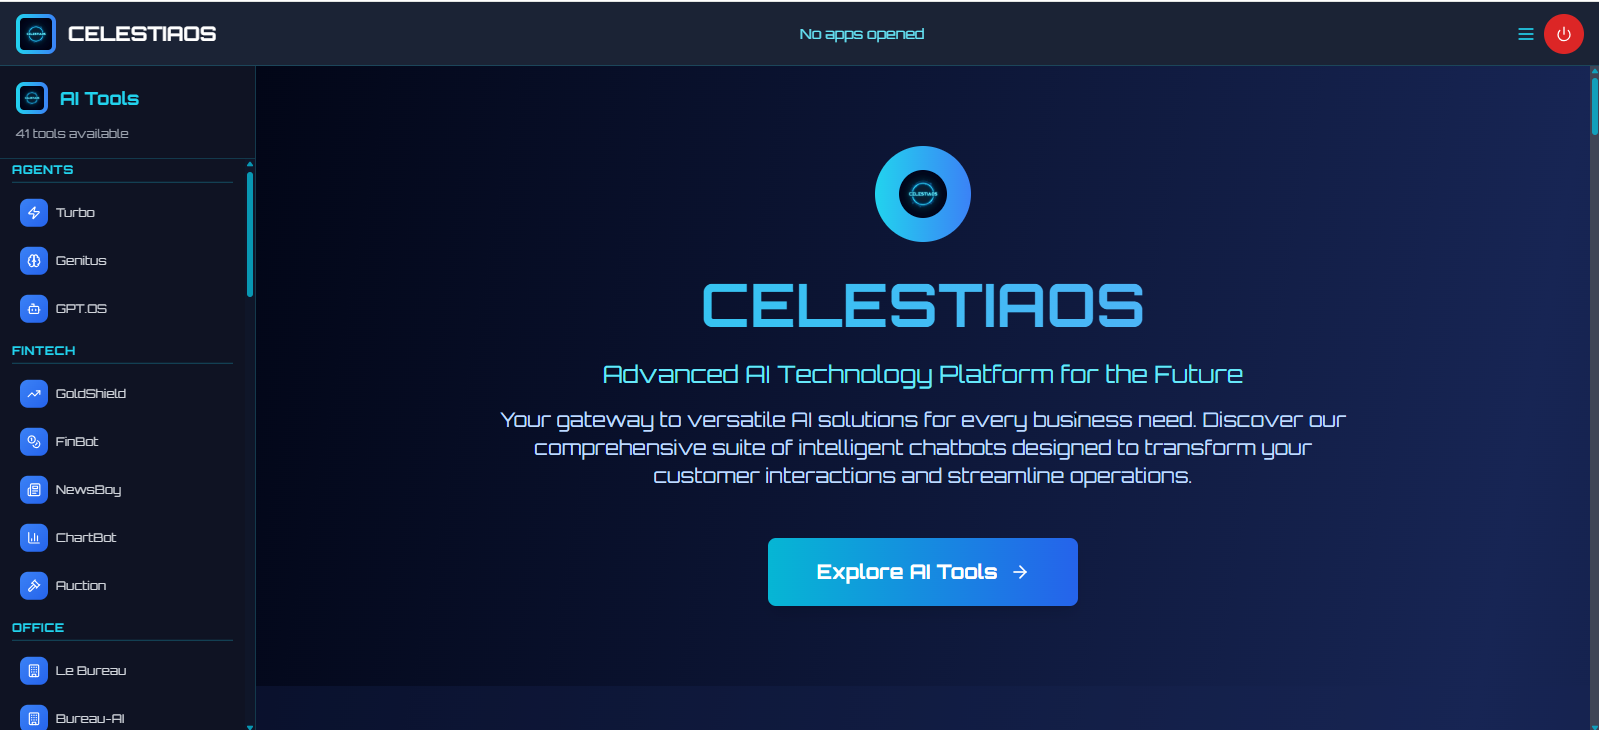 CELESTIAOS
No apps opened
AI Tools
41 tools available
AGENTS
Turbo
Genitus
GPT.OS
FINTECH
GoldShield
FinBot
NewsBoy
ChartBot
Auction
OFFICE
Le Bureau
Bureau-AI
CELESTIAOS
CELESTIAOS
Advanced AI Technology Platform for the Future
Your gateway to versatile AI solutions for every business need. Discover our
comprehensive suite of intelligent chatbots designed to transform your
customer interactions and streamline operations.
Explore AI Tools